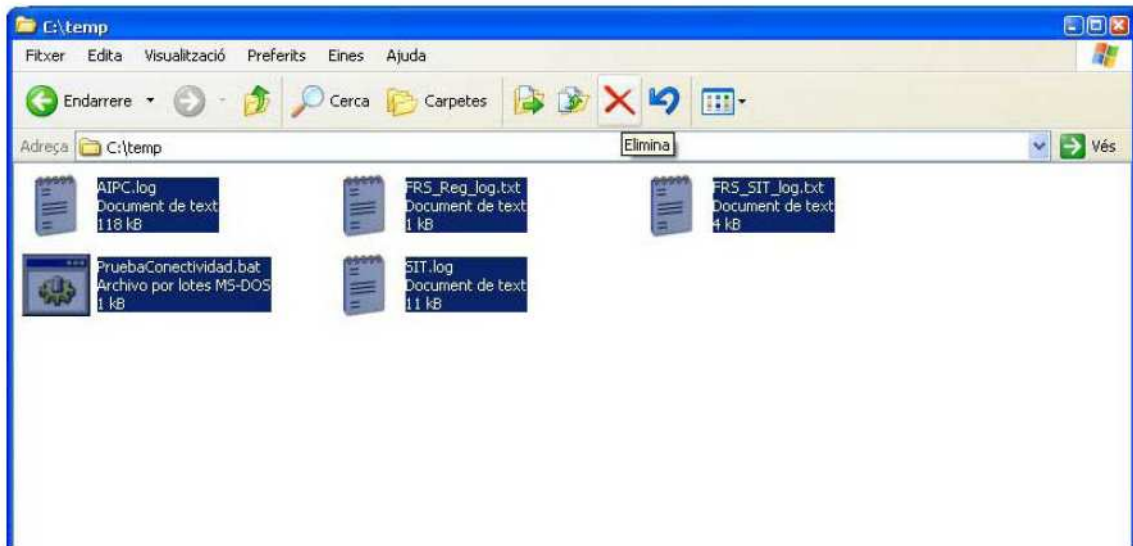 C:\temp
Fitxer Edita Visualització Preferits Eines Ajuda
Endarrere Cerca Carpetes
Elimina
Adreça C:\temp Vés
AIPC.log
Document de text
118 kB
FRS_Reg_log.txt
Document de text
1 kB
FRS_SIT_log.txt
Document de text
4 kB
PruebaConectividad.bat
Archivo por lotes MS-DOS
1 kB
SIT.log
Document de text
11 kB